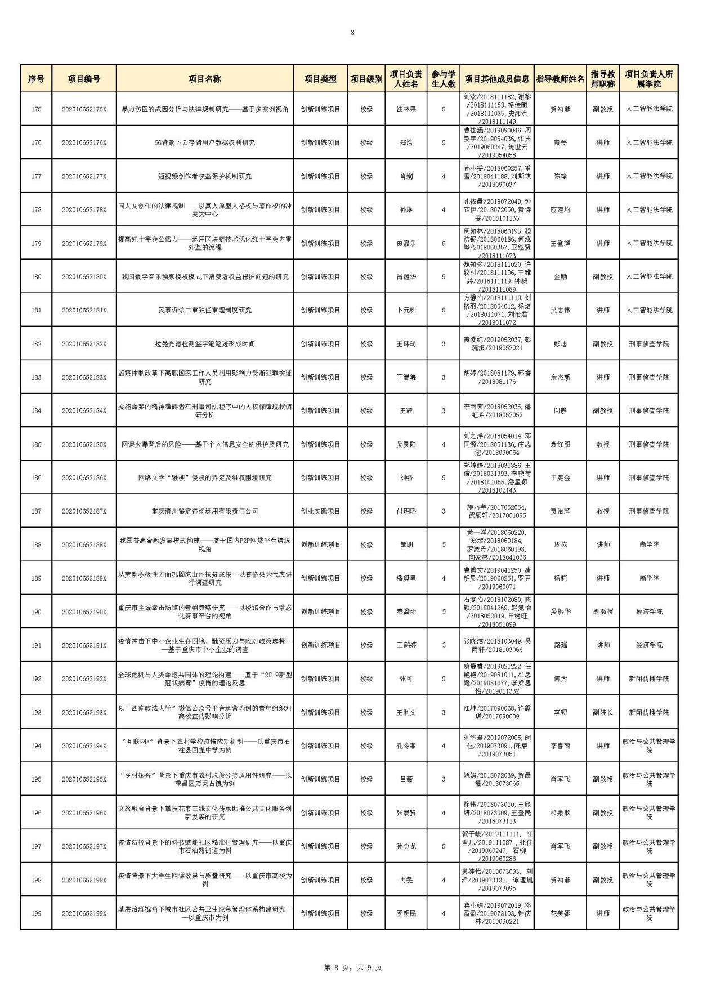 8
序号 项目编号 项目名称 项目类型 项目级别 项目负责人姓名 参与学生人数 项目其他成员信息 指导教师姓名 指导教师职称 项目负责人所属学院
175 202010652175X 暴力伤医的成因分析与法律规制研究——基于多案例视角 创新训练项目 校级 汪林果 5 刘欢/2018111182,谢黎/2018111153,褚佳曦/2018111035,史湘洪/2018111149 贺知菲 副教授 人工智能法学院
176 202010652176X 5G背景下云存储用户数据权利研究 创新训练项目 校级 郑浩 5 曹佳涵/2019090046,周昊宇/2019054036,张典/2019060247,焦世云/2019054058 黄磊 讲师 人工智能法学院
177 202010652177X 短视频创作者权益保护机制研究 创新训练项目 校级 肖娴 4 孙小雯/2018060257,雷雪/2018041188,刘斯琪/2018090037 陈瑜 讲师 人工智能法学院
178 202010652178X 同人文创作的法律规制——以真人原型人格权与著作权的冲突为中心 创新训练项目 校级 孙琳 4 孔依晨/2018072049,钟芷伊/2018072050,黄诗雯/2018101133 应建均 讲师 人工智能法学院
179 202010652179X 提高红十字会公信力——运用区块链技术优化红十字会内审外监的流程 创新训练项目 校级 田嘉乐 5 周如林/2018060193,程汸铌/2018060186,何泓烨/2018060357,卫继贤/2018111073 王登辉 讲师 人工智能法学院
180 202010652180X 我国数字音乐独家授权模式下消费者权益保护问题的研究 创新训练项目 校级 肖健华 5 魏知多/2018111020,许纹引/2018111106,王雅婷/2018111119,钟毅/2018111089 金励 副教授 人工智能法学院
181 202010652181X 民事诉讼二审独任审理制度研究 创新训练项目 校级 卜元钏 5 方静怡/2018111110,刘格羽/2018054012,杨培/2018011071,刘怡君/2018011072 吴志伟 讲师 人工智能法学院
182 202010652182X 拉曼光谱检测签字笔笔迹形成时间 创新训练项目 校级 王玮琦 3 黄紫红/2019052037,彭琬淇/2019052021 彭迪 副教授 刑事侦查学院
183 202010652183X 监察体制改革下离职国家工作人员利用影响力受贿犯罪实证研究 创新训练项目 校级 丁晨曦 3 胡婷/2018081179,韩睿/2018081176 佘杰新 讲师 刑事侦查学院
184 202010652184X 实施命案的精神障碍者在刑事司法程序中的人权保障现状调研分析 创新训练项目 校级 王辉 3 李雨茜/2018052035,潘虹希/2018052052 向静 副教授 刑事侦查学院
185 202010652185X 网课火爆背后的风险——基于个人信息安全的保护及研究 创新训练项目 校级 吴昊阳 4 刘之洋/2018054014,邓同源/2018051136,庄志宏/2018090064 袁红照 教授 刑事侦查学院
186 202010652186X 网络文学“融梗”侵权的界定及维权困境研究 创新训练项目 校级 刘畅 5 郑婷婷/2018031386,王倩/2018031393,李晓荷/2018101055,潘星颖/2018102143 于宪会 讲师 刑事侦查学院
187 202010652187X 重庆清川鉴定咨询运用有限责任公司 创业实践项目 校级 付玥瑶 3 施乃予/2017052054,武辰轩/2017051095 贾治辉 教授 刑事侦查学院
188 202010652188X 我国普惠金融发展模式构建——基于国内P2P网贷平台清退视角 创新训练项目 校级 邹朋 5 黄一洋/2018060220,郑熠/2018060184,罗淑丹/2018060198,向家林/2018041036 周成 讲师 商学院
189 202010652189X 从劳动积极性方面巩固凉山州扶贫成果--以普格县为代表进行调查研究 创新训练项目 校级 潘奥星 4 鲁博文/2019041250,唐明昊/2019060251,罗尹/2019060071 杨莉 讲师 商学院
190 202010652190X 重庆市主城拳击场馆的营销策略研究——以校馆合作与常态化赛事平台的视角 创新训练项目 校级 秦鑫雨 5 石雯怡/2018102080,陈颖/2018041269,赵竞怡/2018052019,田树旺/2018051099 吴振华 副教授 经济学院
191 202010652191X 疫情冲击下中小企业生存困境、融资压力与应对政策选择——基于重庆市中小企业的调查 创新训练项目 校级 王鹤婷 3 张晓洁/2018103049,吴雨轩/2018103066 路瑶 讲师 经济学院
192 202010652192X 全球危机与人类命运共同体的理论构建——基于“2019新型冠状病毒”疫情的理论反思 创新训练项目 校级 张可 5 康静睿/2019021222,任艳艳/2019081011,牟思媛/2019081077,李梁思怡/2019011332 何为 讲师 新闻传播学院
193 202010652193X 以“西南政法大学”微信公众号平台运营为例的青年组织对高校宣传影响分析 创新训练项目 校级 王利文 3 江坤/2017090068,许露琪/2017090009 李韧 副院长 新闻传播学院
194 202010652194X “互联网+”背景下农村学校疫情应对机制——以重庆市石柱县回龙中学为例 创新训练项目 校级 孔令菲 4 刘华君/2019072005,闵佳/2019073091,陈康/2019073051 李春南 讲师 政治与公共管理学院
195 202010652195X “乡村振兴”背景下重庆市农村垃圾分类适用性研究——以荣昌区万灵古镇为例 创新训练项目 校级 吕薇 3 姚娟/2018072039,贺晨澄/2018073065 肖军飞 副教授 政治与公共管理学院
196 202010652196X 文旅融合背景下攀枝花市三线文化传承助推公共文化服务创新发展的研究 创新训练项目 校级 张晨贤 4 徐伟/2018073010,王欣妍/2018073009,王登民/2018073113 祁泉淞 副教授 政治与公共管理学院
197 202010652197X 疫情防控背景下的科技赋能社区精准化管理研究——以重庆市石油路街道为例 创新训练项目 校级 孙金龙 5 贺子峻/2019111111, 江雪儿/2019111087 ,杜佳/2019060240, 石柳/2019060286 肖军飞 副教授 政治与公共管理学院
198 202010652198X 疫情背景下大学生网课效果与质量研究——以重庆市高校为例 创新训练项目 校级 冉雯 4 黄婷怡/2019073093, 刘洋/2019073131, 谭理胤/2019073095 贺知菲 副教授 政治与公共管理学院
199 202010652199X 基层治理视角下城市社区公共卫生应急管理体系构建研究——以重庆市为例 创新训练项目 校级 罗明民 4 蒋小娟/2019072019,邓盈盈/2019073103,钟庆林/2019090221 花美娜 讲师 政治与公共管理学院
第 8 页，共 9 页